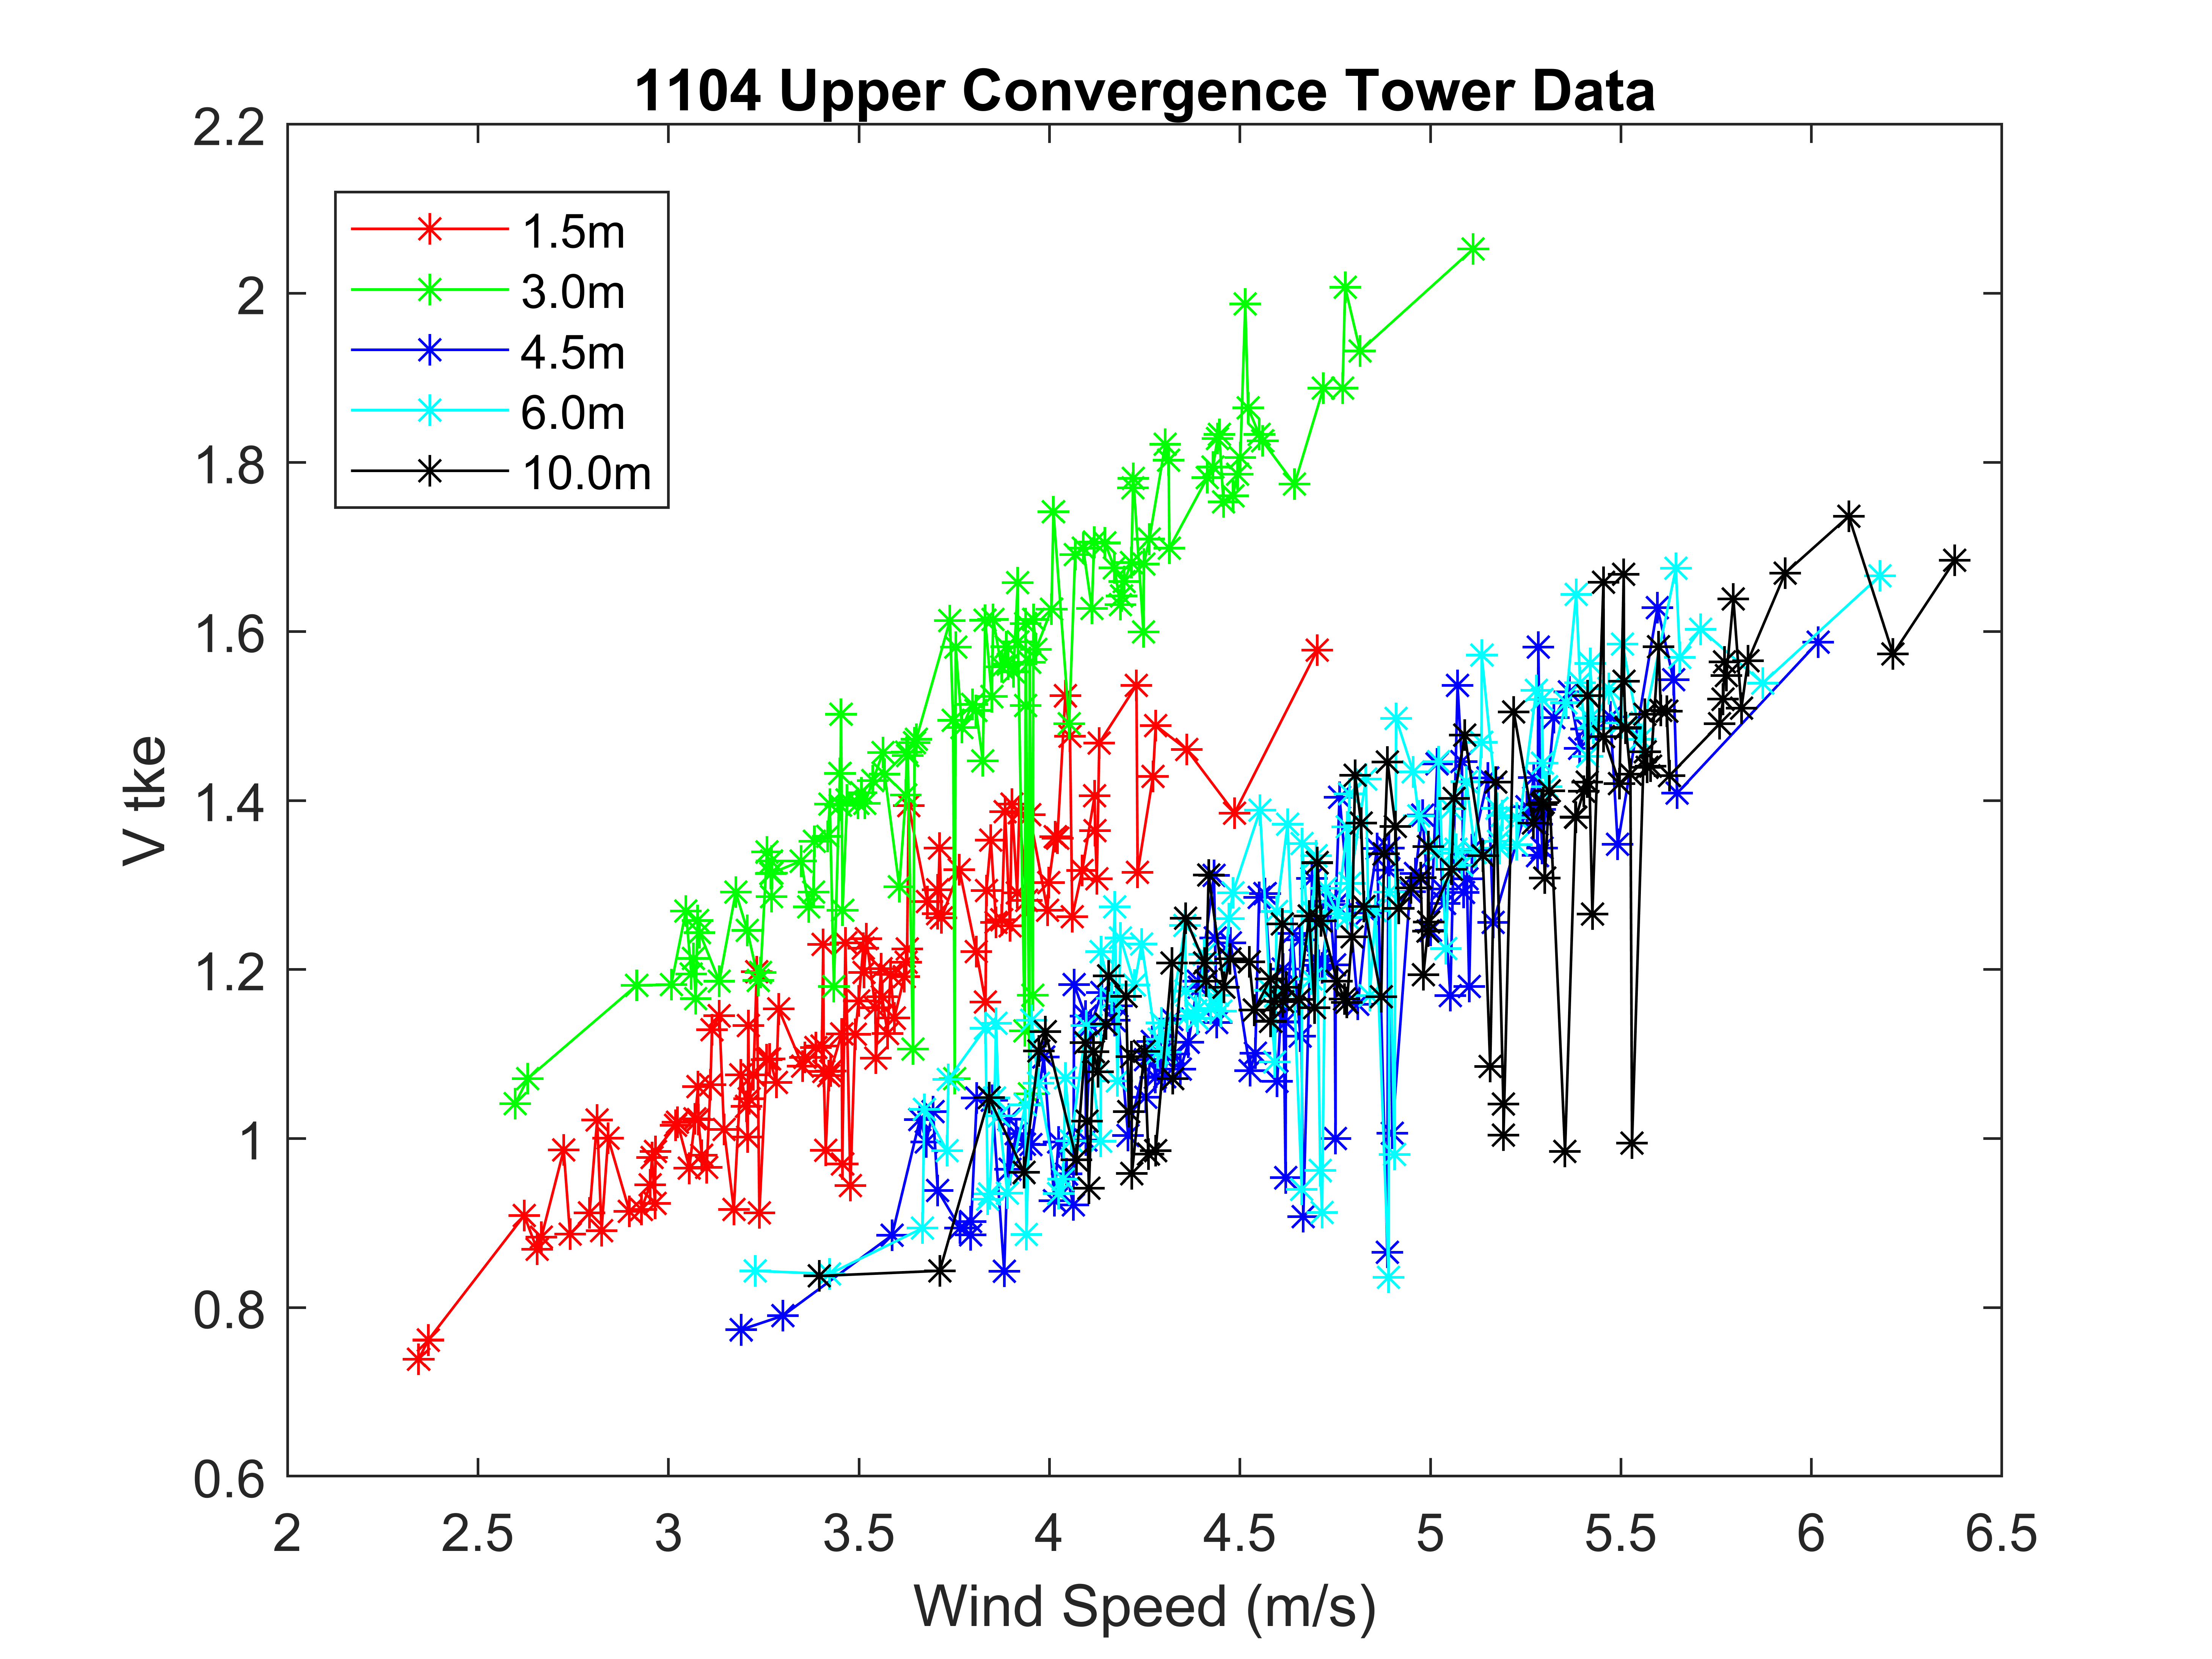 1104 Upper Convergence Tower Data
2.2
2
1.8
1.6
1.4
1.2
1
0.8
0.6
V tke
1.5m
3.0m
4.5m
6.0m
10.0m
2 2.5 3 3.5 4 4.5 5 5.5 6 6.5
Wind Speed (m/s)